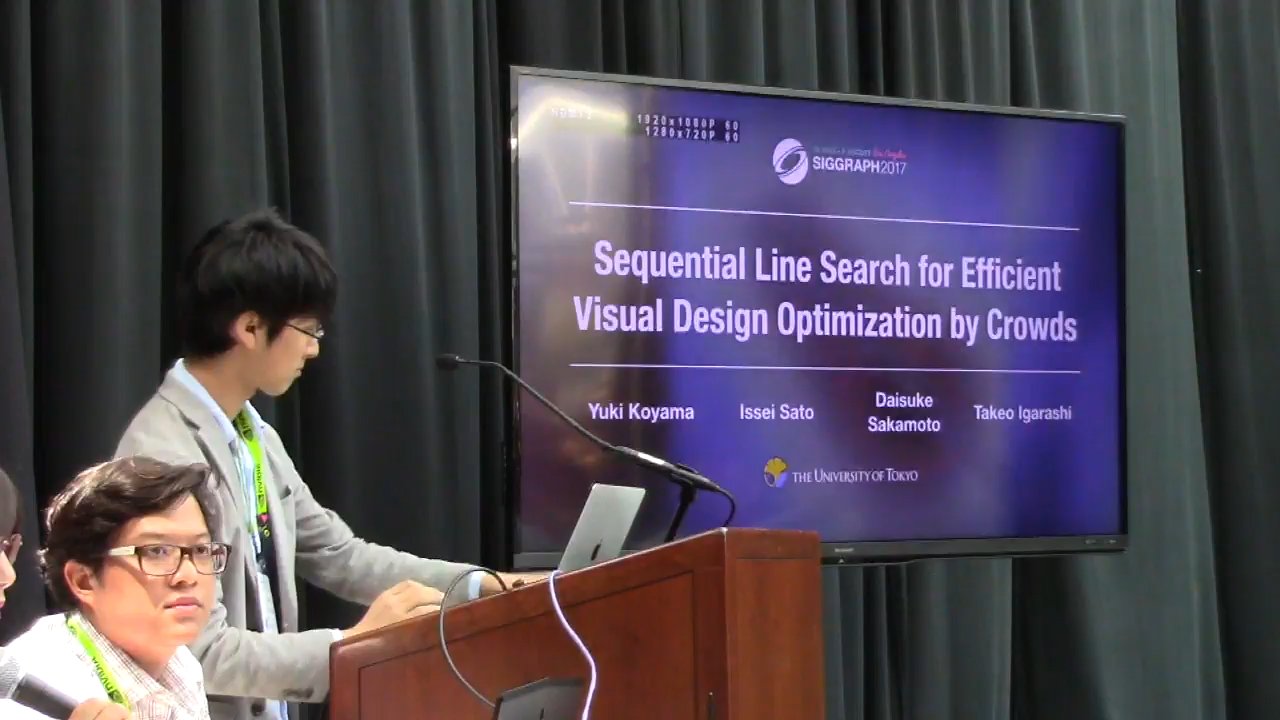 1920x1080P 60
1280x720P 60
SIGGRAPH2017
Sequential Line Search for Efficient
Visual Design Optimization by Crowds
Yuki Koyama
Issei Sato
Daisuke
Sakamoto
Takeo Igarashi
THE UNIVERSITY OF TOKYO